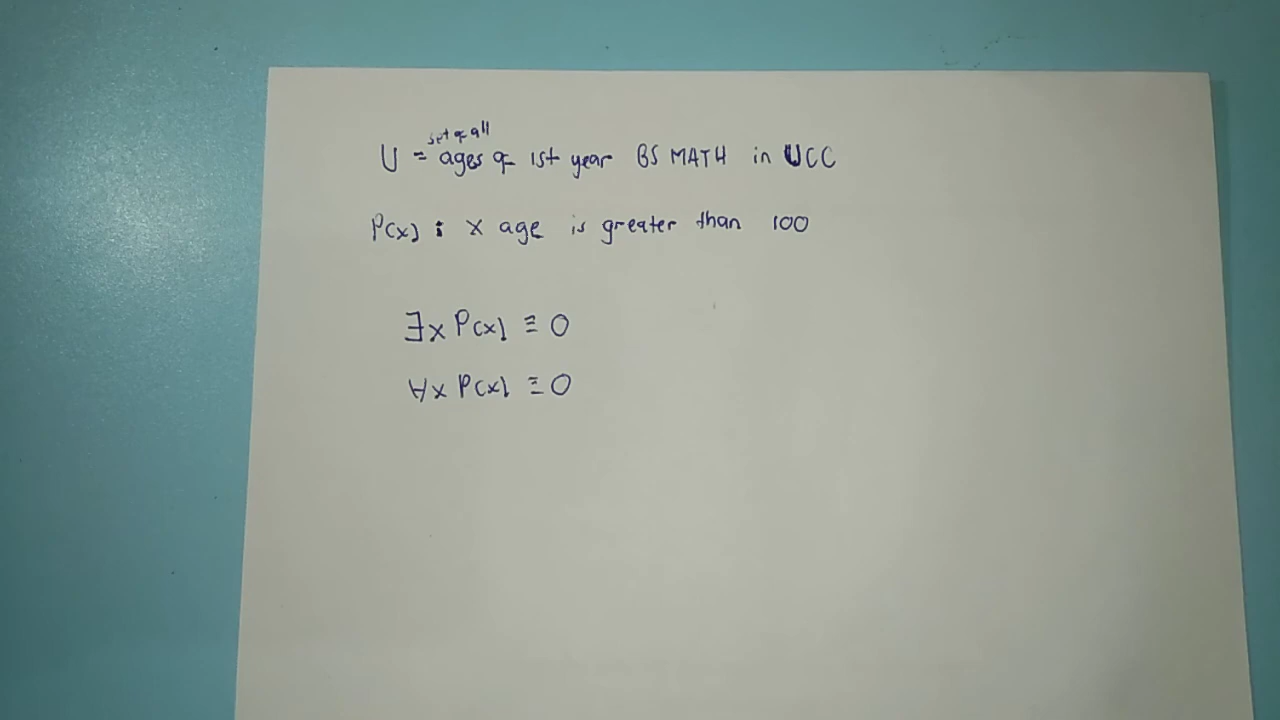 set of all
U = ages of 1st year BS MATH in UCC
P(x) : x age is greater than 100
∃x P(x) ≡ 0
∀x P(x) ≡ 0